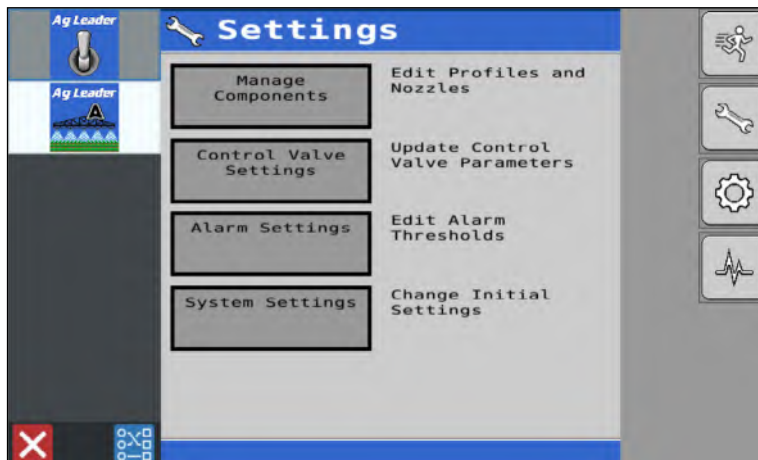 Ag Leader
Ag Leader
A
Settings
Manage
Components
Edit Profiles and
Nozzles
Control Valve
Settings
Update Control
Valve Parameters
Alarm Settings
Edit Alarm
Thresholds
System Settings
Change Initial
Settings